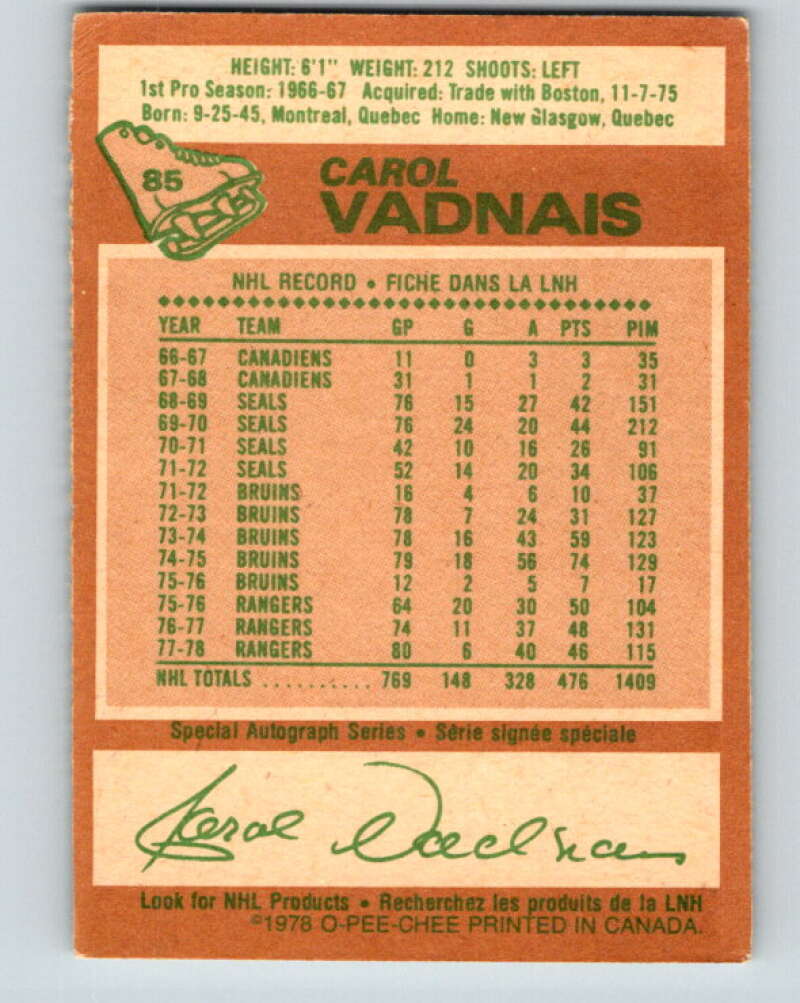 HEIGHT: 6'1" WEIGHT: 212 SHOOTS: LEFT
1st Pro Season: 1966-67 Acquired: Trade with Boston, 11-7-75
Born: 9-25-45, Montreal, Quebec Home: New Glasgow, Quebec
85
CAROL
VADNAIS
NHL RECORD • FICHE DANS LA LNH
YEAR TEAM GP G A PTS PIM
66-67 CANADIENS 11 0 3 3 35
67-68 CANADIENS 31 1 1 2 31
68-69 SEALS 76 15 27 42 151
69-70 SEALS 76 24 20 44 212
70-71 SEALS 42 10 16 26 91
71-72 SEALS 52 14 20 34 106
71-72 BRUINS 16 4 6 10 37
72-73 BRUINS 78 7 24 31 127
73-74 BRUINS 78 16 43 59 123
74-75 BRUINS 79 18 56 74 129
75-76 BRUINS 12 2 5 7 17
75-76 RANGERS 64 20 30 50 104
76-77 RANGERS 74 11 37 48 131
77-78 RANGERS 80 6 40 46 115
NHL TOTALS .......... 769 148 328 476 1409
Special Autograph Series • Série signée spéciale
Carol Vadnais
Look for NHL Products • Recherchez les produits de la LNH
©1978 O-PEE-CHEE PRINTED IN CANADA.